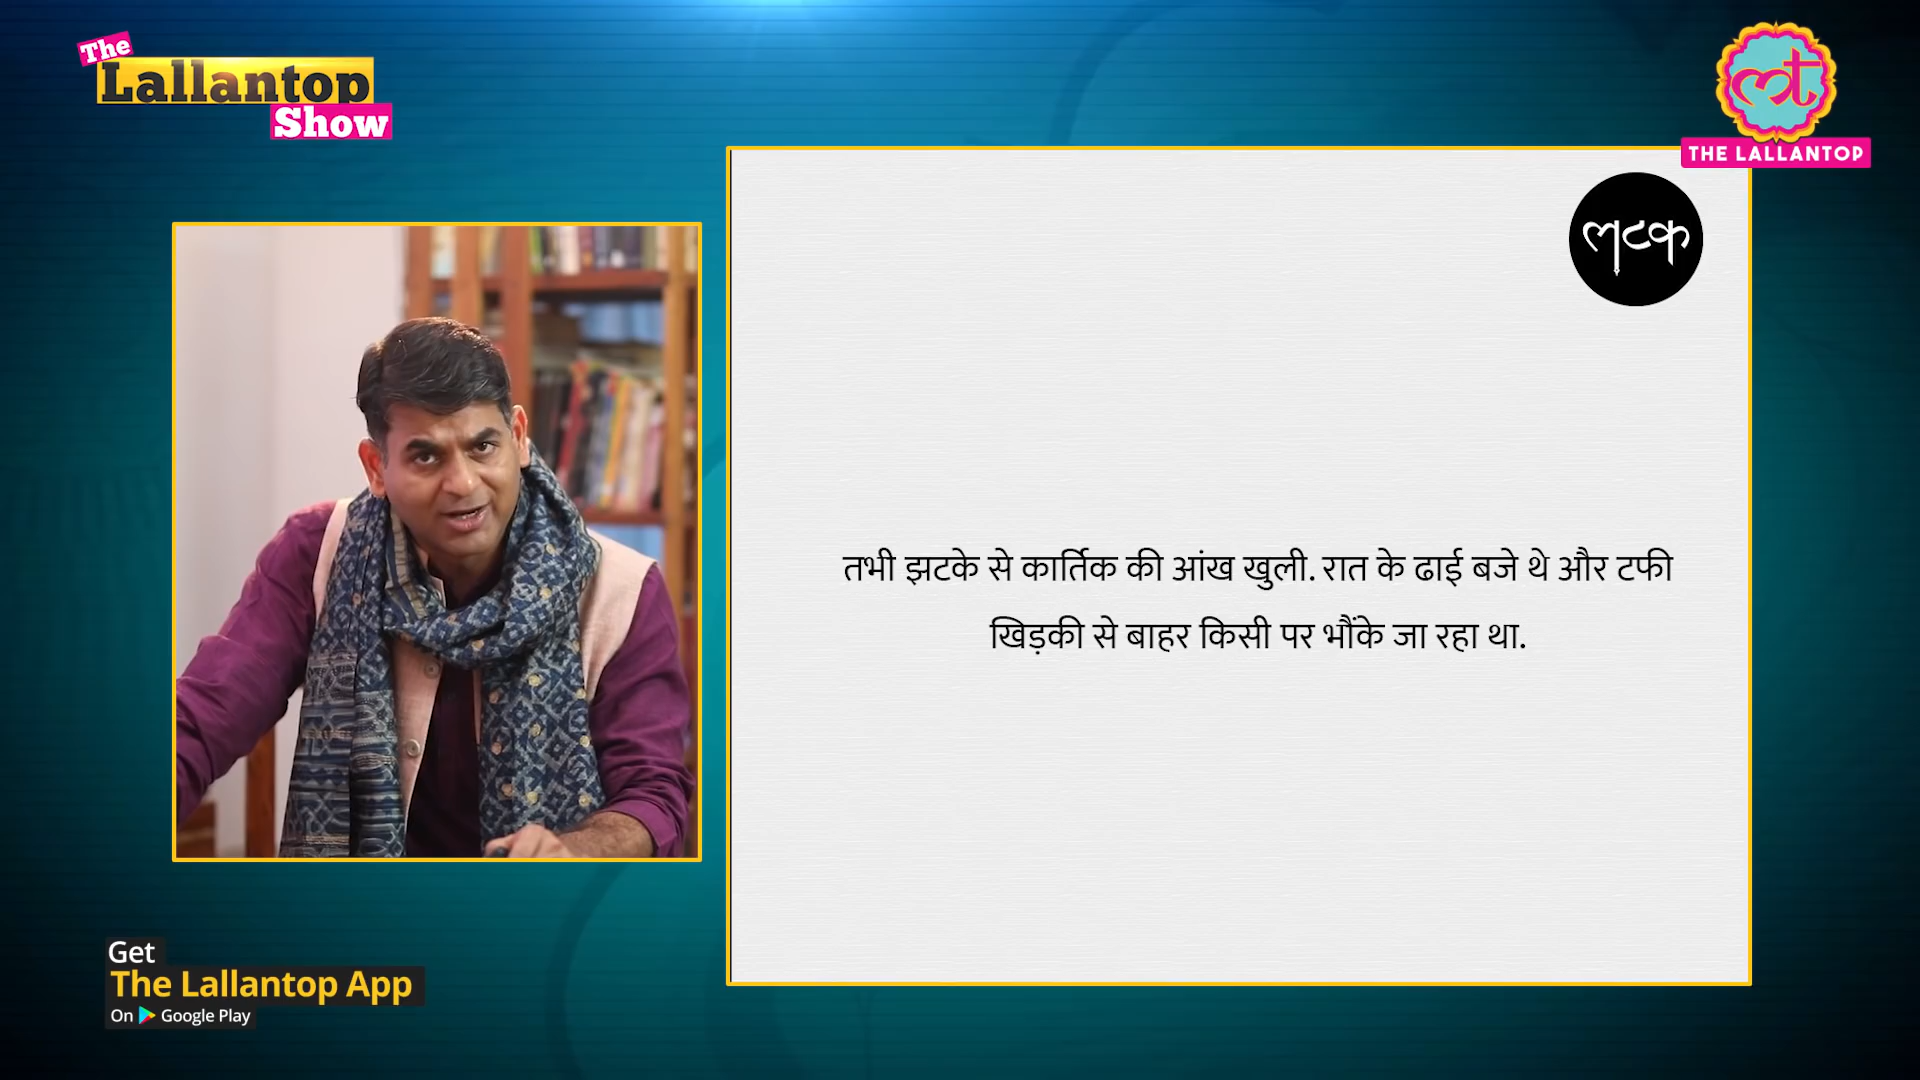 The
Lallantop
Show
mt
THE LALLANTOP
लटक
तभी झटके से कार्तिक की आंख खुली. रात के ढाई बजे थे और टफी
खिड़की से बाहर किसी पर भौंके जा रहा था.
Get
The Lallantop App
On Google Play